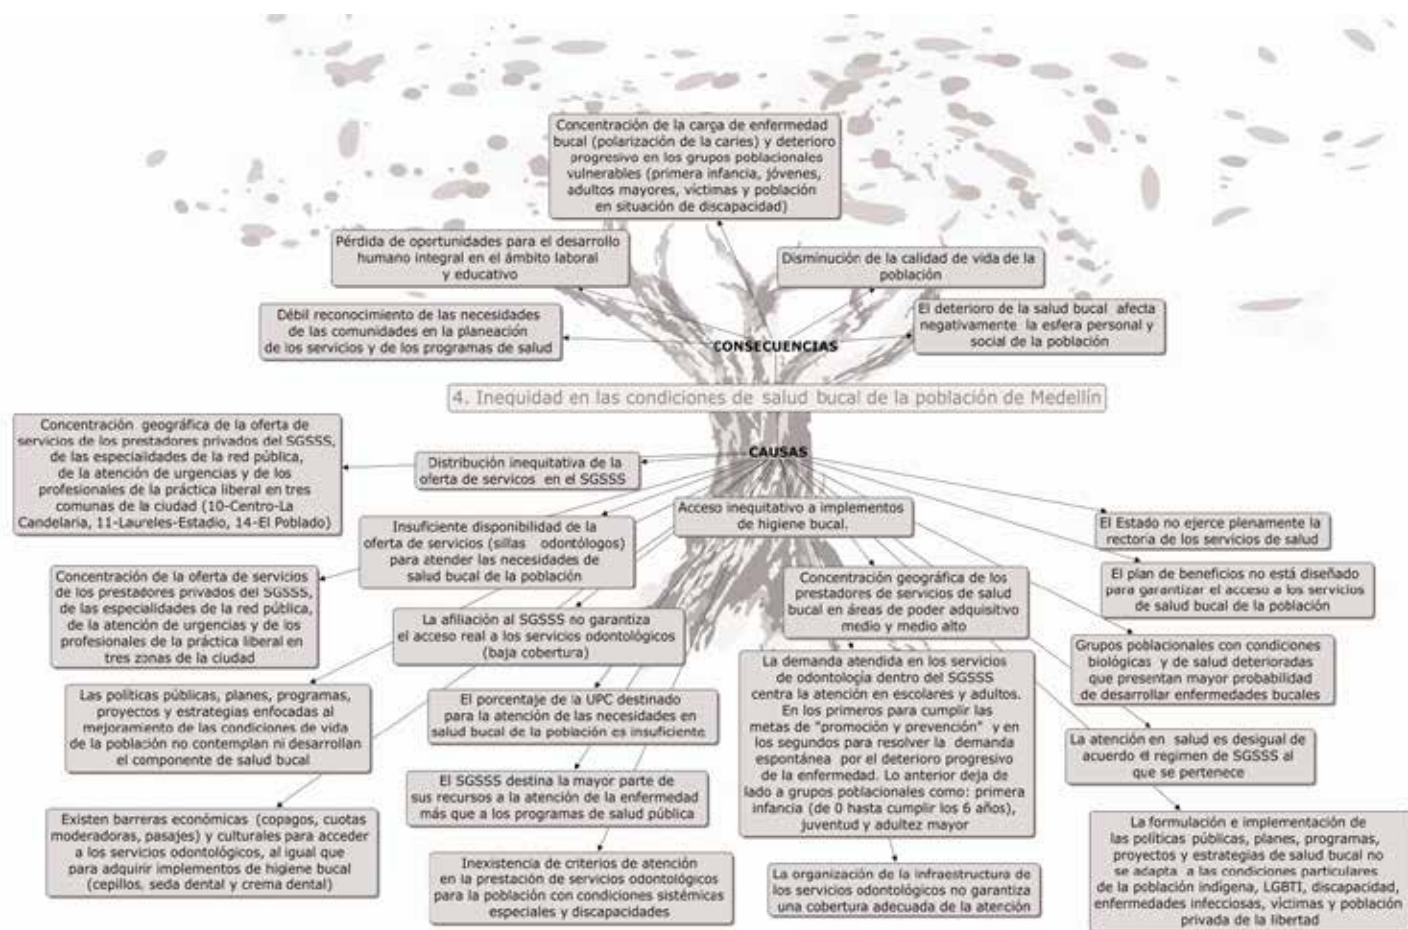 Concentración de la carga de enfermedad
bucal (polarización de la caries) y deterioro
progresivo en los grupos poblacionales
vulnerables (primera infancia, jóvenes,
adultos mayores, víctimas y población
en situación de discapacidad)
Pérdida de oportunidades para el desarrollo
humano integral en el ámbito laboral
y educativo
Disminución de la calidad de vida de la
población
Débil reconocimiento de las necesidades
de las comunidades en la planeación
de los servicios y de los programas de salud
El deterioro de la salud bucal afecta
negativamente la esfera personal y
social de la población
CONSECUENCIAS
4. Inequidad en las condiciones de salud bucal de la población de Medellín
CAUSAS
Concentración geográfica de la oferta de
servicios de los prestadores privados del SGSSS,
de las especialidades de la red pública,
de la atención de urgencias y de los
profesionales de la práctica liberal en tres
comunas de la ciudad (10-Centro-La
Candelaria, 11-Laureles-Estadio, 14-El Poblado)
Distribución inequitativa de la
oferta de servicos en el SGSSS
Acceso inequitativo a implementos
de higiene bucal.
Insuficiente disponibilidad de la
oferta de servicios (sillas odontólogos)
para atender las necesidades de
salud bucal de la población
El Estado no ejerce plenamente la
rectoría de los servicios de salud
Concentración de la oferta de servicios
de los prestadores privados del SGSSS,
de las especialidades de la red pública,
de la atención de urgencias y de los
profesionales de la práctica liberal en
tres zonas de la ciudad
Concentración geográfica de los
prestadores de servicios de salud
bucal en áreas de poder adquisitivo
medio y medio alto
El plan de beneficios no está diseñado
para garantizar el acceso a los servicios
de salud bucal de la población
La afiliación al SGSSS no garantiza
el acceso real a los servicios odontológicos
(baja cobertura)
Grupos poblacionales con condiciones
biológicas y de salud deterioradas
que presentan mayor probabilidad
de desarrollar enfermedades bucales
La demanda atendida en los servicios
de odontología dentro del SGSSS
centra la atención en escolares y adultos.
En los primeros para cumplir las
metas de "promoción y prevención" y en
los segundos para resolver la demanda
espontánea por el deterioro progresivo
de la enfermedad. Lo anterior deja de
lado a grupos poblacionales como: primera
infancia (de 0 hasta cumplir los 6 años),
juventud y adultez mayor
Las políticas públicas, planes, programas,
proyectos y estrategias enfocadas al
mejoramiento de las condiciones de vida
de la población no contemplan ni desarrollan
el componente de salud bucal
El porcentaje de la UPC destinado
para la atención de las necesidades en
salud bucal de la población es insuficiente
La atención en salud es desigual de
acuerdo el regimen de SGSSS al
que se pertenece
El SGSSS destina la mayor parte de
sus recursos a la atención de la enfermedad
más que a los programas de salud pública
Existen barreras económicas (copagos, cuotas
moderadoras, pasajes) y culturales para acceder
a los servicios odontológicos, al igual que
para adquirir implementos de higiene bucal
(cepillos, seda dental y crema dental)
Inexistencia de criterios de atención
en la prestación de servicios odontológicos
para la población con condiciones sistémicas
especiales y discapacidades
La organización de la infraestructura de
los servicios odontológicos no garantiza
una cobertura adecuada de la atención
La formulación e implementación de
las políticas públicas, planes, programas,
proyectos y estrategias de salud bucal no
se adapta a las condiciones particulares
de la población indígena, LGBTI, discapacidad,
enfermedades infecciosas, víctimas y población
privada de la libertad